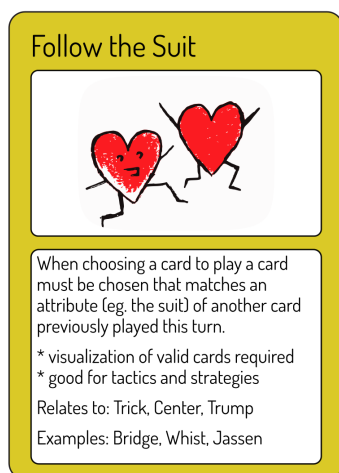 Follow the Suit
When choosing a card to play a card
must be chosen that matches an
attribute (eg. the suit) of another card
previously played this turn.
* visualization of valid cards required
* good for tactics and strategies
Relates to: Trick, Center, Trump
Examples: Bridge, Whist, Jassen